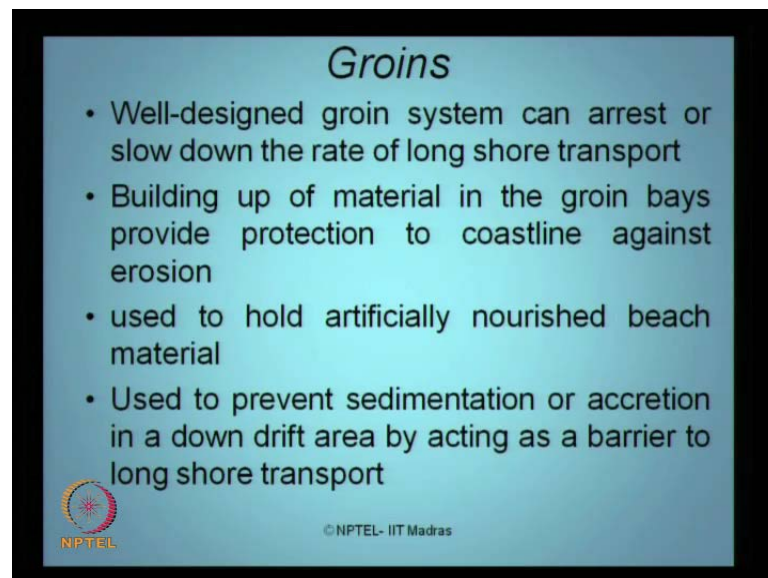 Groins
• Well-designed groin system can arrest or
slow down the rate of long shore transport
• Building up of material in the groin bays
provide protection to coastline against
erosion
• used to hold artificially nourished beach
material
• Used to prevent sedimentation or accretion
in a down drift area by acting as a barrier to
long shore transport
©NPTEL- IIT Madras
NPTEL